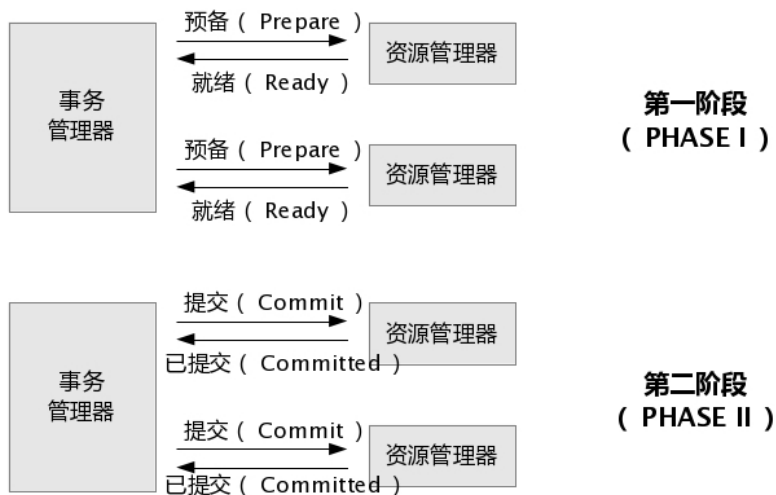 预备（ Prepare ）
资源管理器
就绪（ Ready ）
事务
管理器
第一阶段
（ PHASE I ）
预备（ Prepare ）
资源管理器
就绪（ Ready ）
提交（ Commit ）
资源管理器
已提交（ Committed ）
事务
管理器
第二阶段
（ PHASE II ）
提交（ Commit ）
资源管理器
已提交（ Committed ）